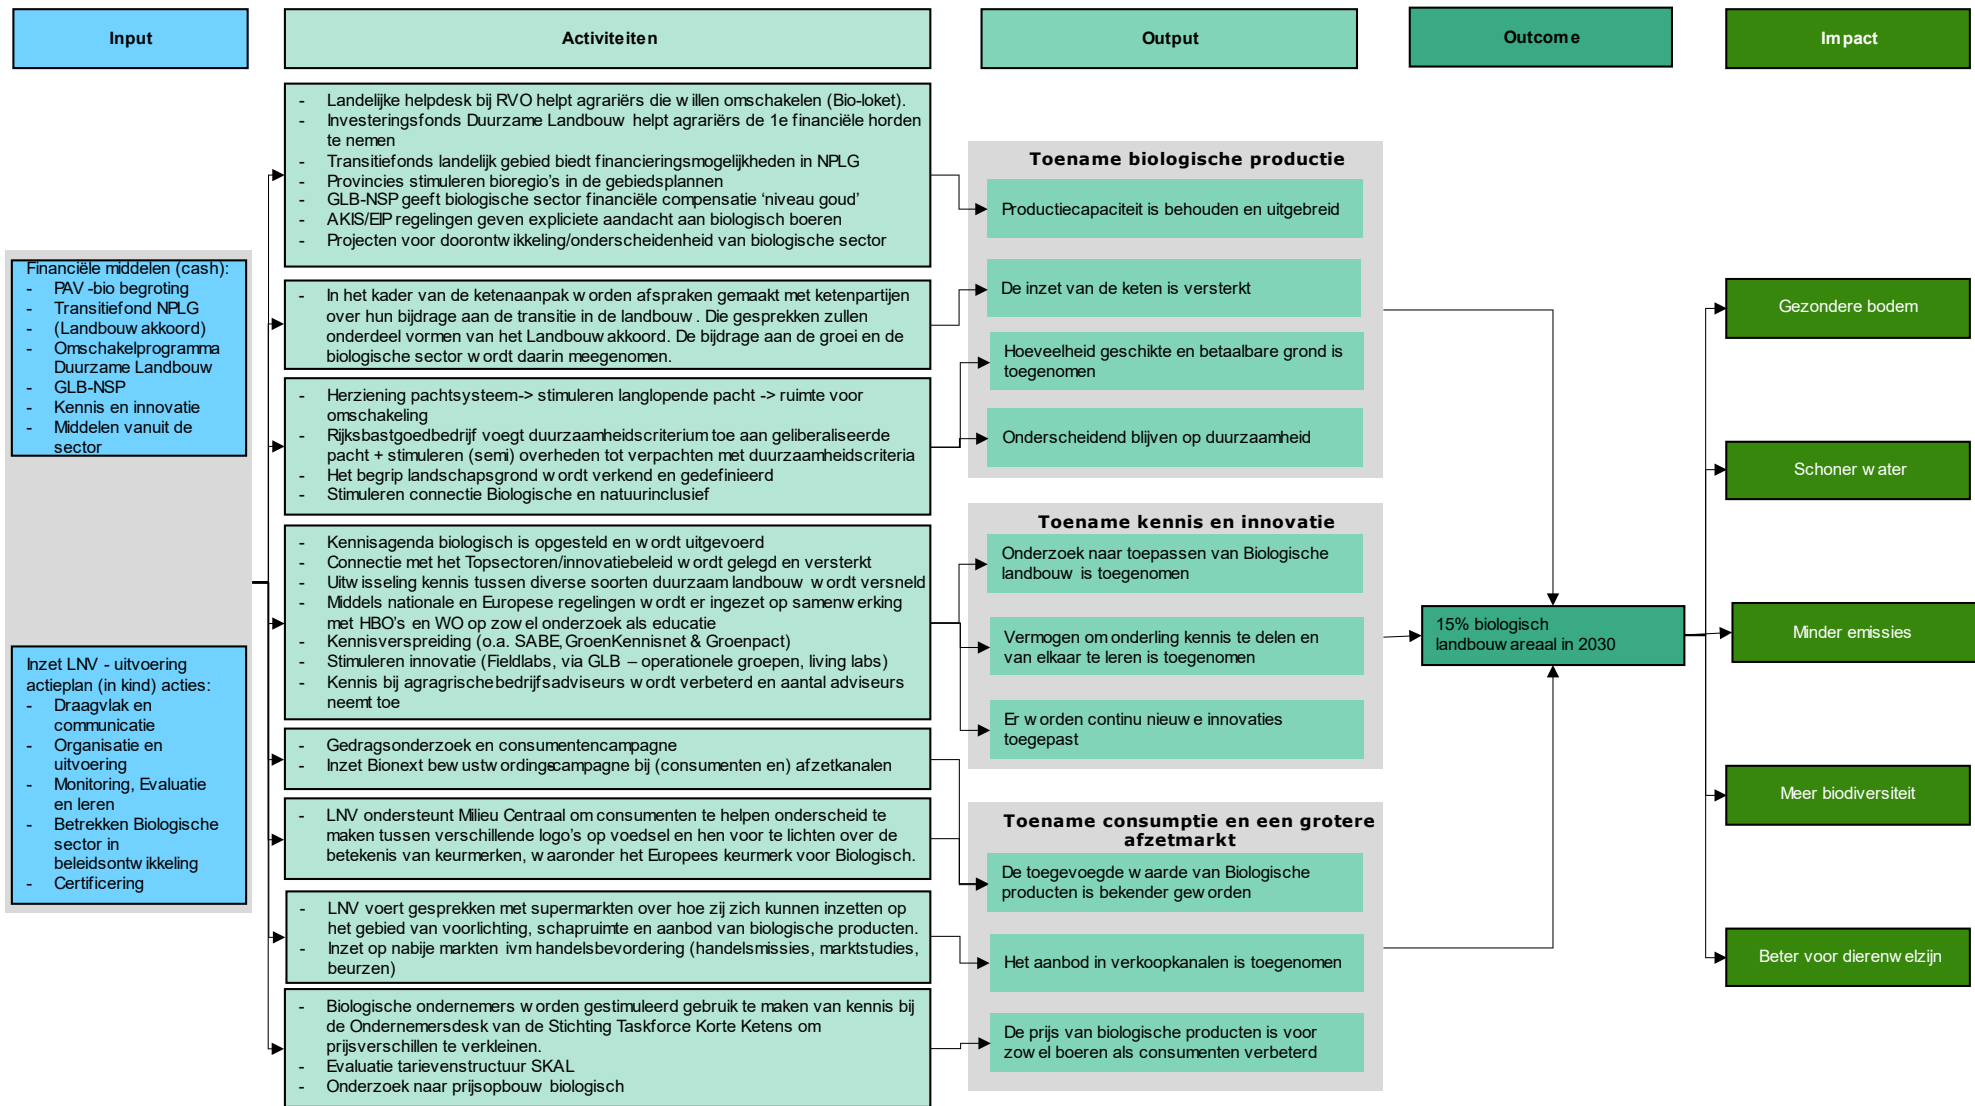 Input
Activiteiten
Output
Outcome
Impact
Financiële middelen (cash):
- PAV -bio begroting
- Transitiefond NPLG
- (Landbouwakkoord)
- Omschakelprogramma
Duurzame Landbouw
- GLB-NSP
- Kennis en innovatie
- Middelen vanuit de
sector
Inzet LNV - uitvoering
actieplan (in kind) acties:
- Draagvlak en
communicatie
- Organisatie en
uitvoering
- Monitoring, Evaluatie
en leren
- Betrekken Biologische
sector in
beleidsontwikkeling
- Certificering
- Landelijke helpdesk bij RVO helpt agrariërs die willen omschakelen (Bio-loket).
- Investeringsfonds Duurzame Landbouw helpt agrariërs de 1e financiële horden
te nemen
- Transitiefonds landelijk gebied biedt financieringsmogelijkheden in NPLG
- Provincies stimuleren bioregio's in de gebiedsplannen
- GLB-NSP geeft biologische sector financiële compensatie 'niveau goud'
- AKIS/EIP regelingen geven expliciete aandacht aan biologisch boeren
- Projecten voor doorontwikkeling/onderscheidenheid van biologische sector
- In het kader van de ketenaanpak worden afspraken gemaakt met ketenpartijen
over hun bijdrage aan de transitie in de landbouw. Die gesprekken zullen
onderdeel vormen van het Landbouwakkoord. De bijdrage aan de groei en de
biologische sector wordt daarin meegenomen.
- Herziening pachtsysteem-> stimuleren langlopende pacht -> ruimte voor
omschakeling
- Rijksbastgoedbedrijf voegt duurzaamheidscriterium toe aan geliberaliseerde
pacht + stimuleren (semi) overheden tot verpachten met duurzaamheidscriteria
- Het begrip landschapsgrond wordt verkend en gedefinieerd
- Stimuleren connectie Biologische en natuurinclusief
- Kennisagenda biologisch is opgesteld en wordt uitgevoerd
- Connectie met het Topsectoren/innovatiebeleid wordt gelegd en versterkt
- Uitwisseling kennis tussen diverse soorten duurzaam landbouw wordt versneld
- Middels nationale en Europese regelingen wordt er ingezet op samenwerking
met HBO's en WO op zowel onderzoek als educatie
- Kennisverspreiding (o.a. SABE, GroenKennisnet & Groenpact)
- Stimuleren innovatie (Fieldlabs, via GLB – operationele groepen, living labs)
- Kennis bij agragrische bedrijfsadviseurs wordt verbeterd en aantal adviseurs
neemt toe
- Gedragsonderzoek en consumentencampagne
- Inzet Bionext bewustwordingscampagne bij (consumenten en) afzetkanalen
- LNV ondersteunt Milieu Centraal om consumenten te helpen onderscheid te
maken tussen verschillende logo's op voedsel en hen voor te lichten over de
betekenis van keurmerken, waaronder het Europees keurmerk voor Biologisch.
- LNV voert gesprekken met supermarkten over hoe zij zich kunnen inzetten op
het gebied van voorlichting, schapruimte en aanbod van biologische producten.
- Inzet op nabije markten ivm handelsbevordering (handelsmissies, marktstudies,
beurzen)
- Biologische ondernemers worden gestimuleerd gebruik te maken van kennis bij
de Ondernemersdesk van de Stichting Taskforce Korte Ketens om
prijsverschillen te verkleinen.
- Evaluatie tarievenstructuur SKAL
- Onderzoek naar prijsopbouw biologisch
Toename biologische productie
Productiecapaciteit is behouden en uitgebreid
De inzet van de keten is versterkt
Hoeveelheid geschikte en betaalbare grond is
toegenomen
Onderscheidend blijven op duurzaamheid
Toename kennis en innovatie
Onderzoek naar toepassen van Biologische
landbouw is toegenomen
Vermogen om onderling kennis te delen en
van elkaar te leren is toegenomen
Er worden continu nieuwe innovaties
toegepast
Toename consumptie en een grotere
afzetmarkt
De toegevoegde waarde van Biologische
producten is bekender geworden
Het aanbod in verkoopkanalen is toegenomen
De prijs van biologische producten is voor
zowel boeren als consumenten verbeterd
15% biologisch
landbouwareaal in 2030
Gezondere bodem
Schoner water
Minder emissies
Meer biodiversiteit
Beter voor dierenwelzijn